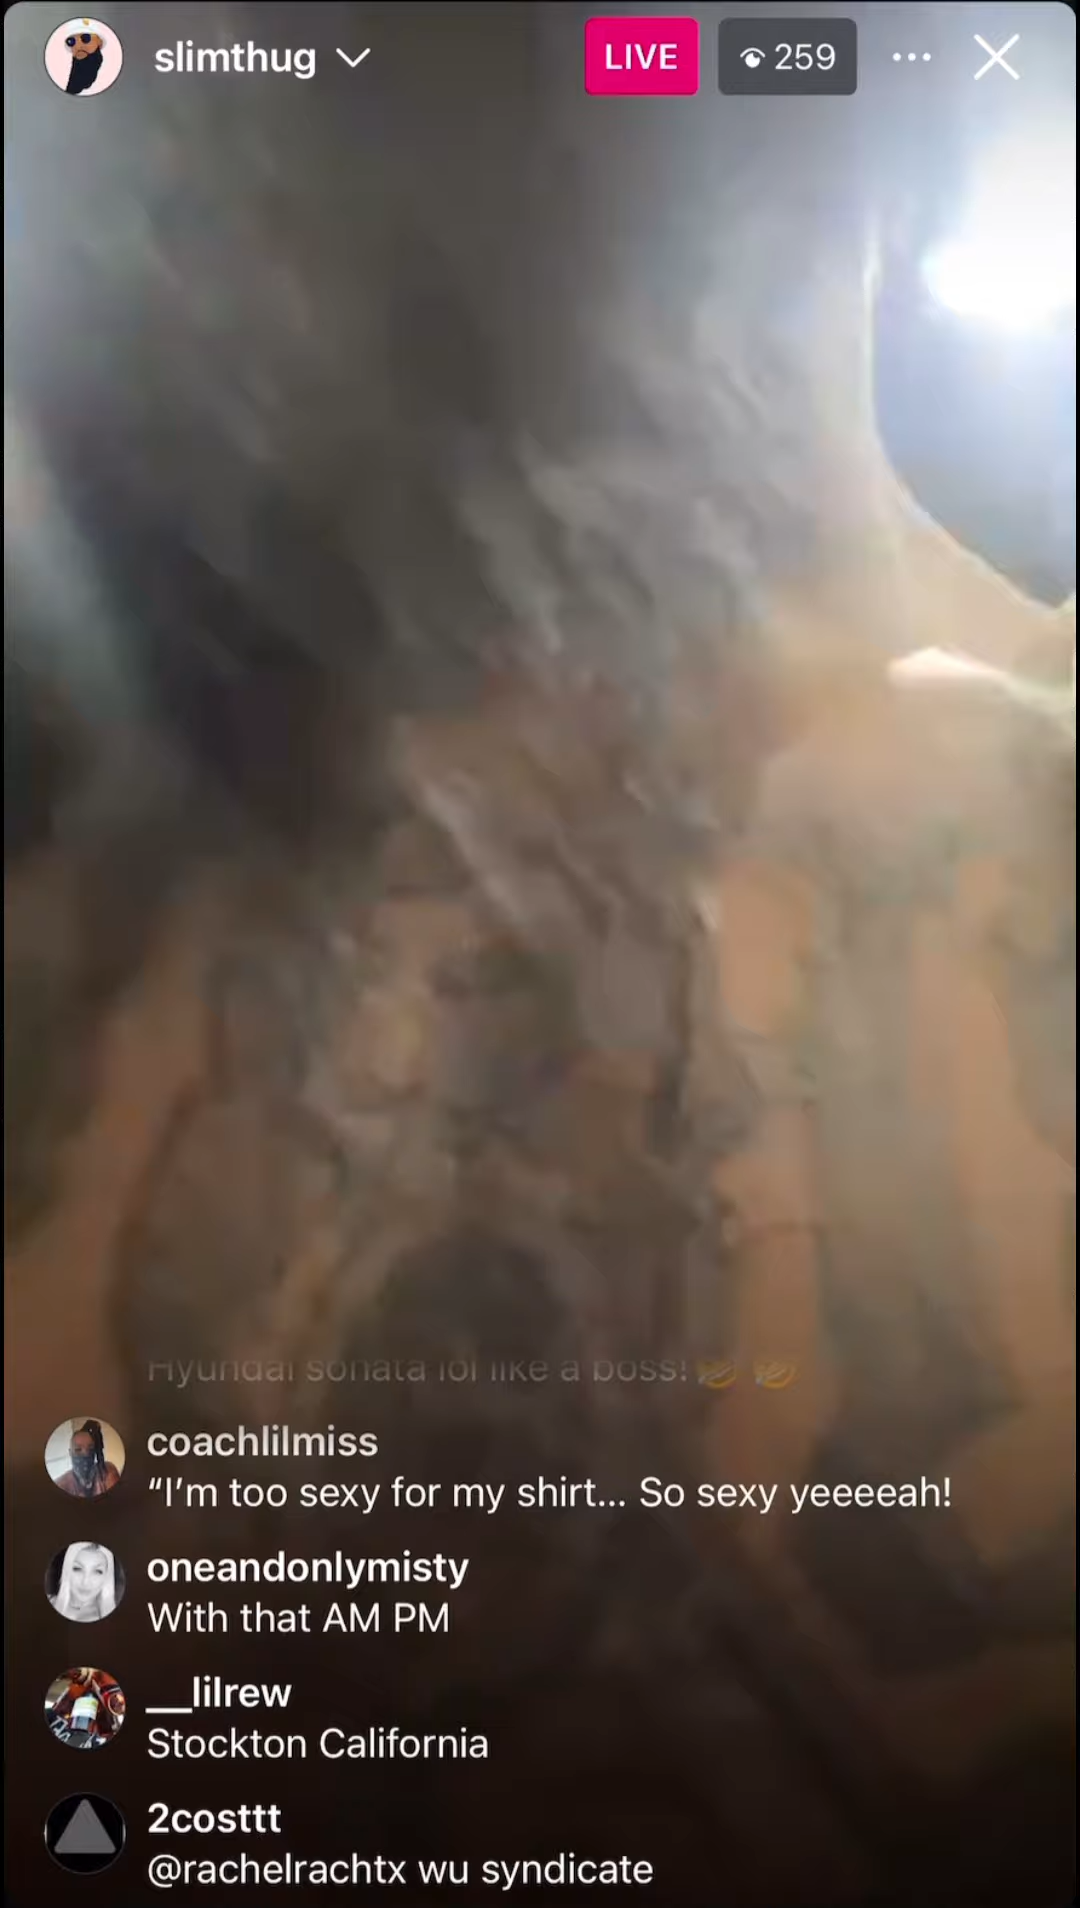 slimthug
LIVE
259
Hyundai sonata lol like a boss!🤣 🤣
coachlilmiss
“I’m too sexy for my shirt... So sexy yeeeeah!
oneandonlymisty
With that AM PM
__lilrew
Stockton California
2costtt
@rachelrachtx wu syndicate